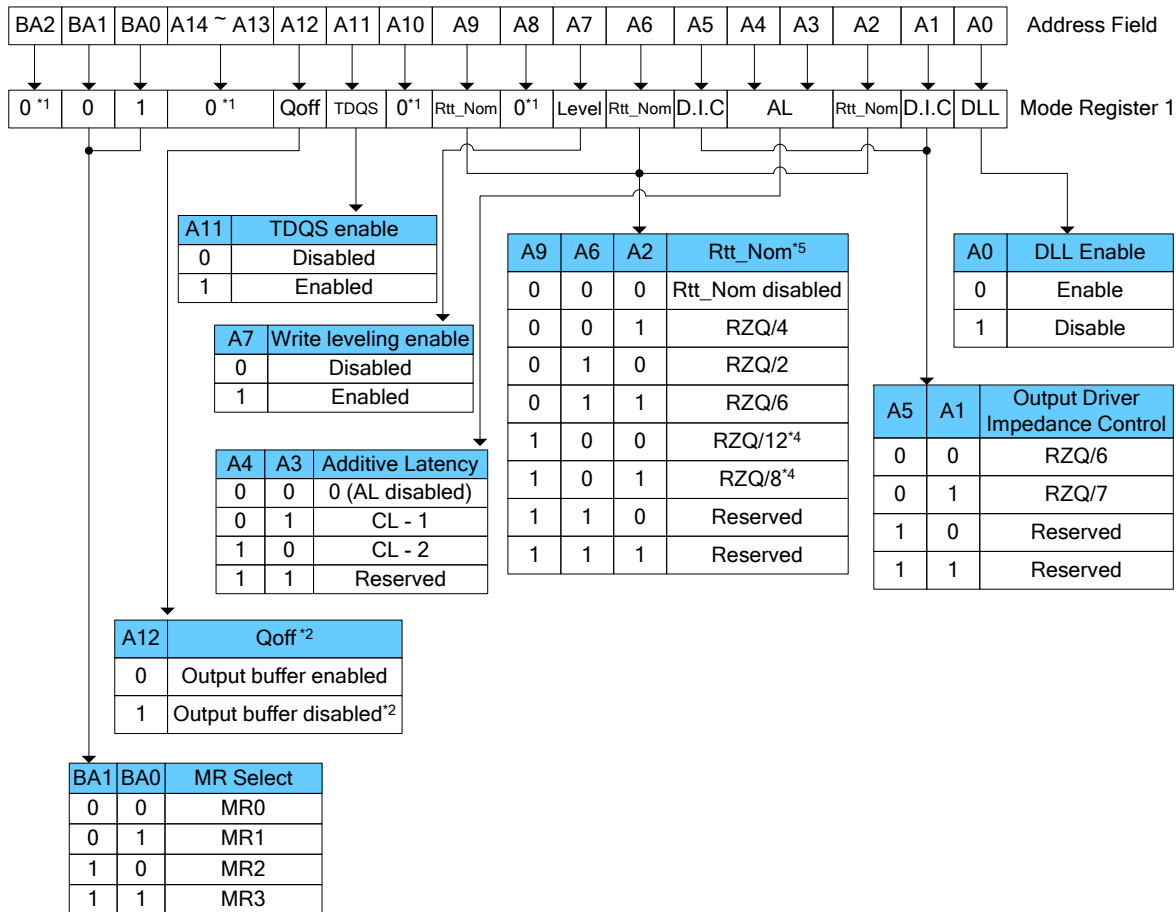 BA2 BA1 BA0 A14 ~ A13 A12 A11 A10 A9 A8 A7 A6 A5 A4 A3 A2 A1 A0 Address Field
0 *1 0 1 0 *1 Qoff TDQS 0*1 Rtt_Nom 0*1 Level Rtt_Nom D.I.C AL Rtt_Nom D.I.C DLL Mode Register 1
A11 TDQS enable
0 Disabled
1 Enabled
A7 Write leveling enable
0 Disabled
1 Enabled
A4 A3 Additive Latency
0 0 0 (AL disabled)
0 1 CL - 1
1 0 CL - 2
1 1 Reserved
A9 A6 A2 Rtt_Nom*5
0 0 0 Rtt_Nom disabled
0 0 1 RZQ/4
0 1 0 RZQ/2
0 1 1 RZQ/6
1 0 0 RZQ/12*4
1 0 1 RZQ/8*4
1 1 0 Reserved
1 1 1 Reserved
A0 DLL Enable
0 Enable
1 Disable
A5 A1 Output Driver
Impedance Control
0 0 RZQ/6
0 1 RZQ/7
1 0 Reserved
1 1 Reserved
A12 Qoff *2
0 Output buffer enabled
1 Output buffer disabled*2
BA1 BA0 MR Select
0 0 MR0
0 1 MR1
1 0 MR2
1 1 MR3